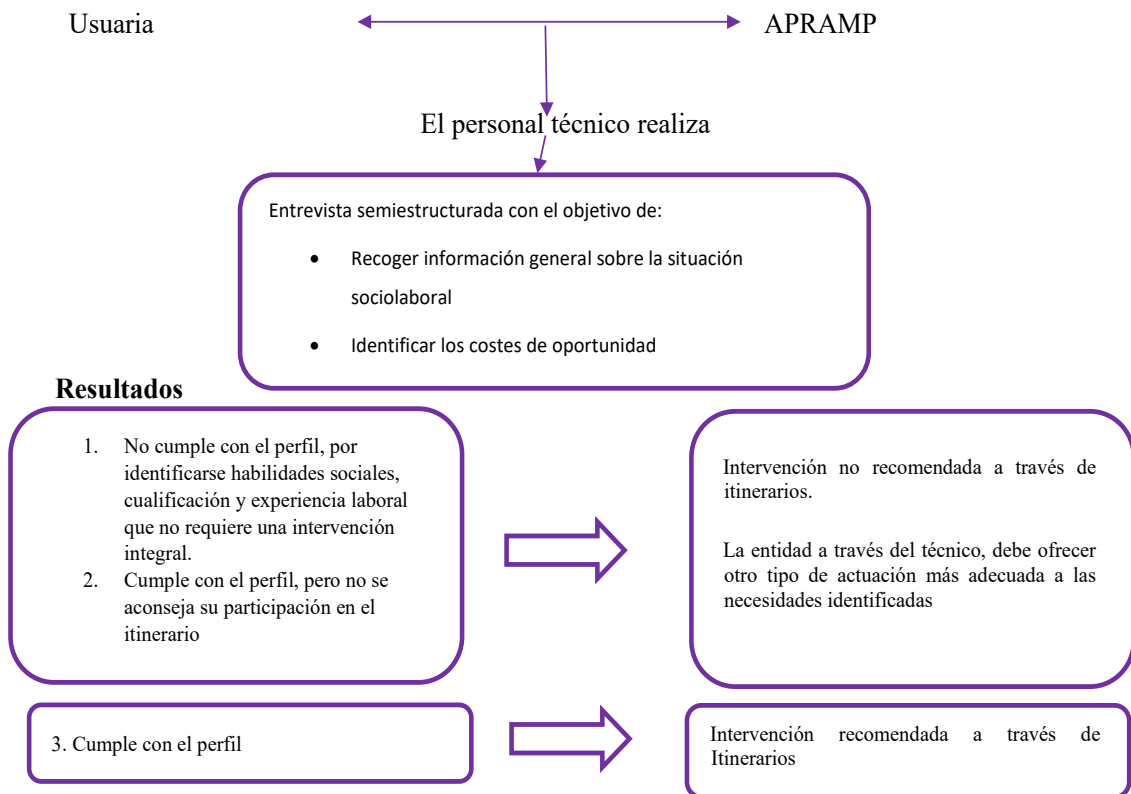 Usuaria
APRAMP
El personal técnico realiza
Entrevista semiestructurada con el objetivo de:
• Recoger información general sobre la situación
sociolaboral
• Identificar los costes de oportunidad
Resultados
1. No cumple con el perfil, por
identificarse habilidades sociales,
cualificación y experiencia laboral
que no requiere una intervención
integral.
2. Cumple con el perfil, pero no se
aconseja su participación en el
itinerario
Intervención no recomendada a través de
itinerarios.
La entidad a través del técnico, debe ofrecer
otro tipo de actuación más adecuada a las
necesidades identificadas
3. Cumple con el perfil
Intervención recomendada a través de
Itinerarios